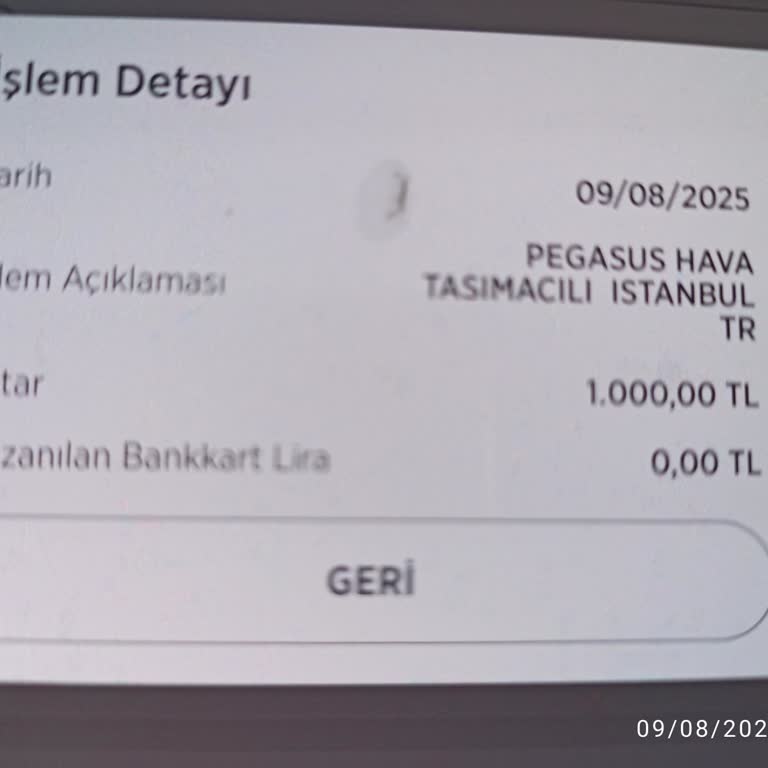 İşlem Detayı
arih
09/08/2025
lem Açıklaması
PEGASUS HAVA
TASIMACILI ISTANBUL
TR
tar
1.000,00 TL
zanılan Bankkart Lira
0,00 TL
GERİ
09/08/202